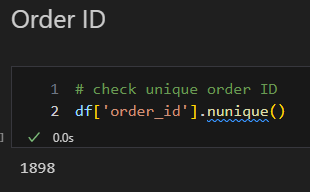 Order ID
1 # check unique order ID
2 df['order_id'].nunique()
] ✓ 0.0s
1898